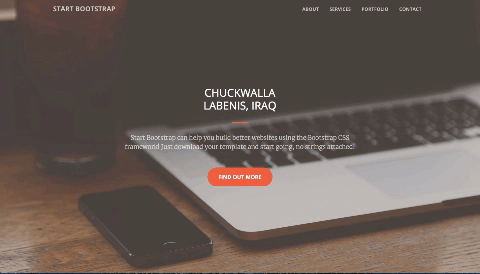 START BOOTSTRAP
ABOUT SERVICES PORTFOLIO CONTACT
CHUCKWALLA
LABENIS, IRAQ
Start Bootstrap can help you build better websites using the Bootstrap CSS
framework! Just download your template and start going, no strings attached!
FIND OUT MORE